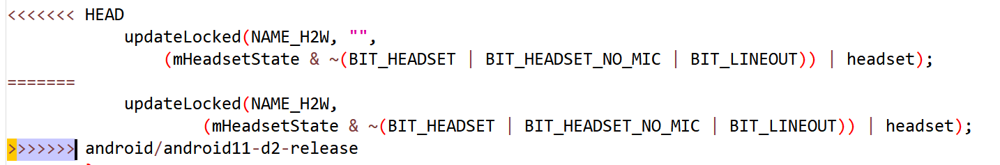 <<<<<<< HEAD
        updateLocked(NAME_H2W, "",
            (mHeadsetState & ~(BIT_HEADSET | BIT_HEADSET_NO_MIC | BIT_LINEOUT)) | headset);
=======
        updateLocked(NAME_H2W,
                (mHeadsetState & ~(BIT_HEADSET | BIT_HEADSET_NO_MIC | BIT_LINEOUT)) | headset);
>>>>>>> android/android11-d2-release